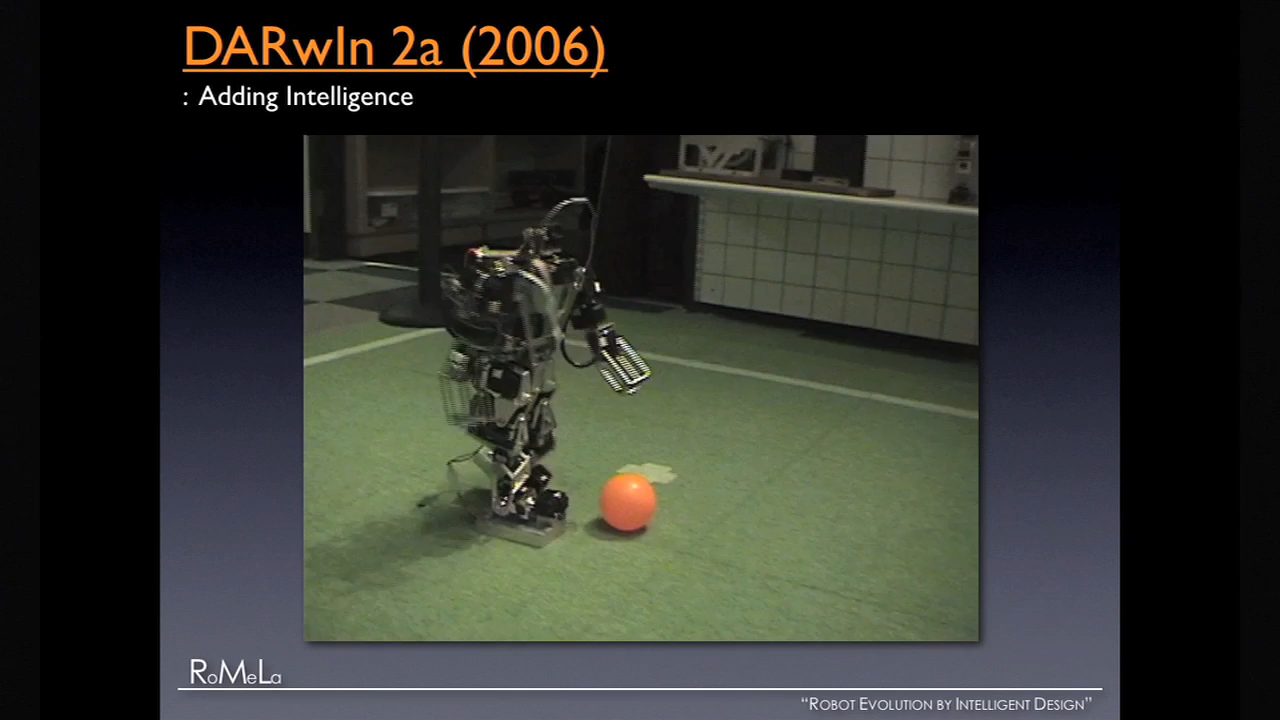 DARwIn 2a (2006)
: Adding Intelligence
RoMeLa
“ROBOT EVOLUTION BY INTELLIGENT DESIGN”